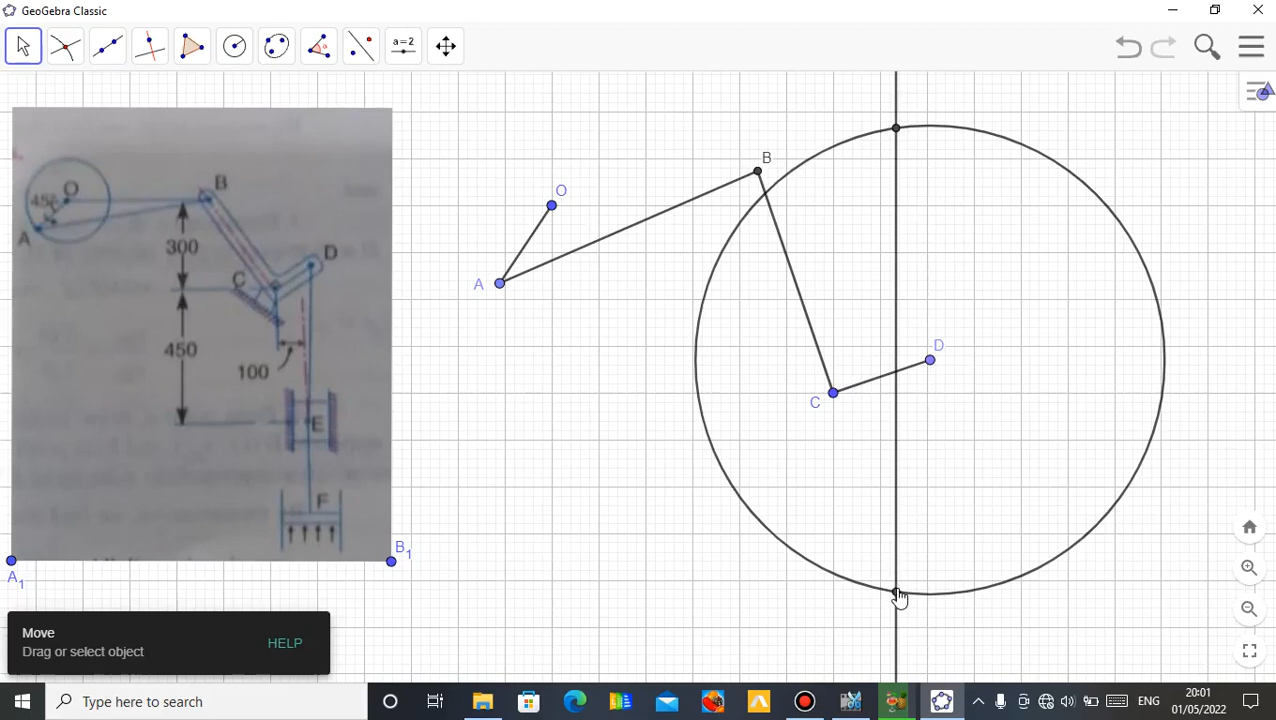 GeoGebra Classic
a=2
45°
O
B
A
300
C
D
450
100
E
F
O
A
B
C
D
A1
B1
Move
Drag or select object
HELP
Type here to search
ENG
20:01
01/05/2022